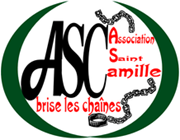 ASC
Association
Saint
Camille
brise les chaînes